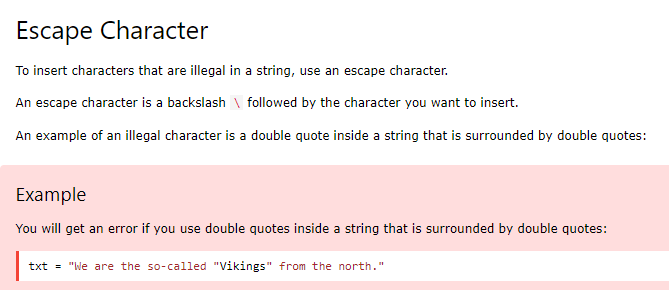 Escape Character
To insert characters that are illegal in a string, use an escape character.
An escape character is a backslash \ followed by the character you want to insert.
An example of an illegal character is a double quote inside a string that is surrounded by double quotes:
Example
You will get an error if you use double quotes inside a string that is surrounded by double quotes:
txt = "We are the so-called "Vikings" from the north."